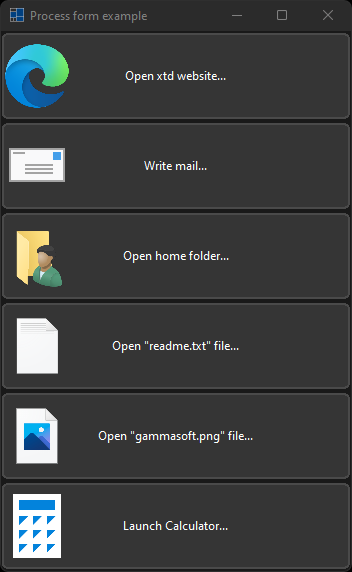 Process form example
Open xtd website...
Write mail...
Open home folder...
Open "readme.txt" file...
Open "gammasoft.png" file...
Launch Calculator...